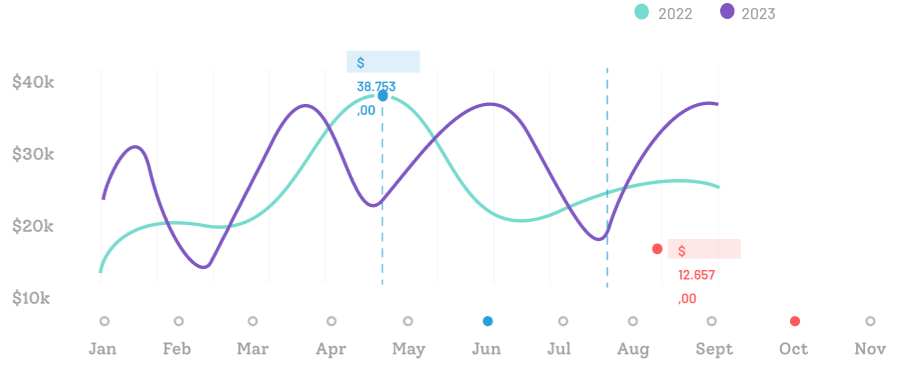 2022 2023
$
38.753
,00
$40k
$30k
$20k
$10k
$
12.657
,00
Jan Feb Mar Apr May Jun Jul Aug Sept Oct Nov